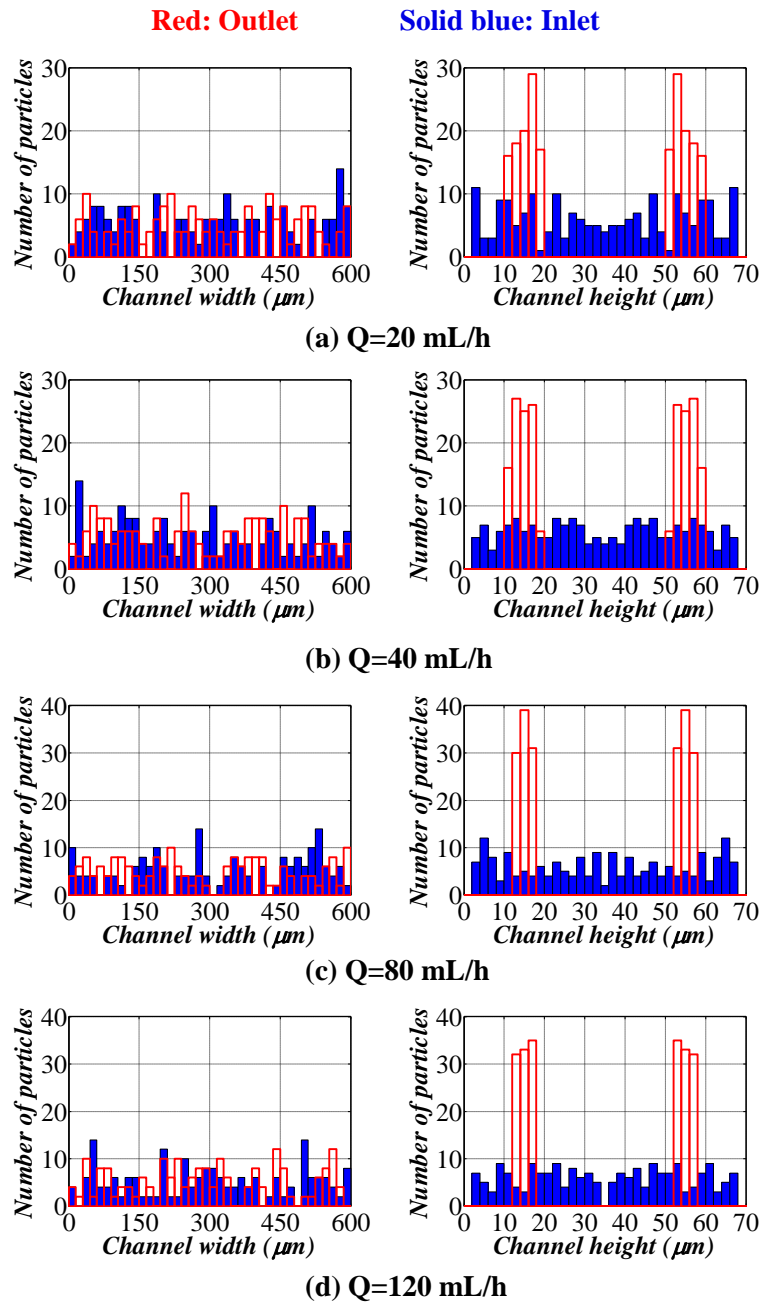 Red: Outlet Solid blue: Inlet
Number of particles
30
20
10
0
0 150 300 450 600
Channel width (μm)
Number of particles
30
20
10
0
0 10 20 30 40 50 60 70
Channel height (μm)
(a) Q=20 mL/h
Number of particles
30
20
10
0
0 150 300 450 600
Channel width (μm)
Number of particles
30
20
10
0
0 10 20 30 40 50 60 70
Channel height (μm)
(b) Q=40 mL/h
Number of particles
40
30
20
10
0
0 150 300 450 600
Channel width (μm)
Number of particles
40
30
20
10
0
0 10 20 30 40 50 60 70
Channel height (μm)
(c) Q=80 mL/h
Number of particles
40
30
20
10
0
0 150 300 450 600
Channel width (μm)
Number of particles
40
30
20
10
0
0 10 20 30 40 50 60 70
Channel height (μm)
(d) Q=120 mL/h